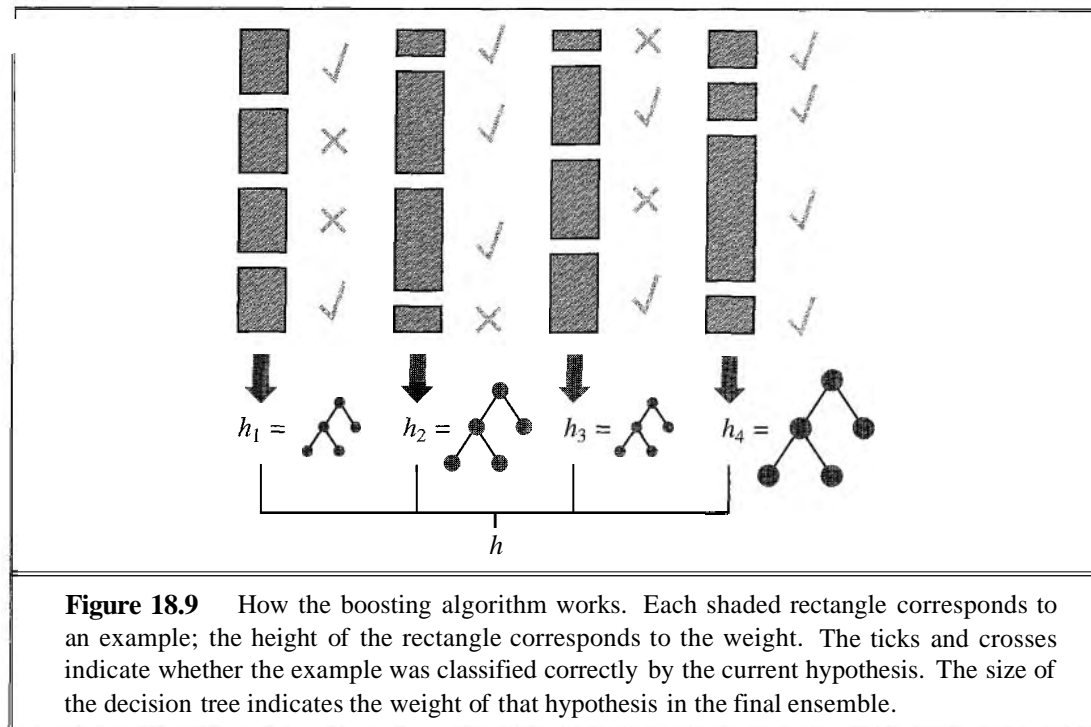 h₁ = h₂ = h₃ = h₄ =
h
Figure 18.9 How the boosting algorithm works. Each shaded rectangle corresponds to
an example; the height of the rectangle corresponds to the weight. The ticks and crosses
indicate whether the example was classified correctly by the current hypothesis. The size of
the decision tree indicates the weight of that hypothesis in the final ensemble.